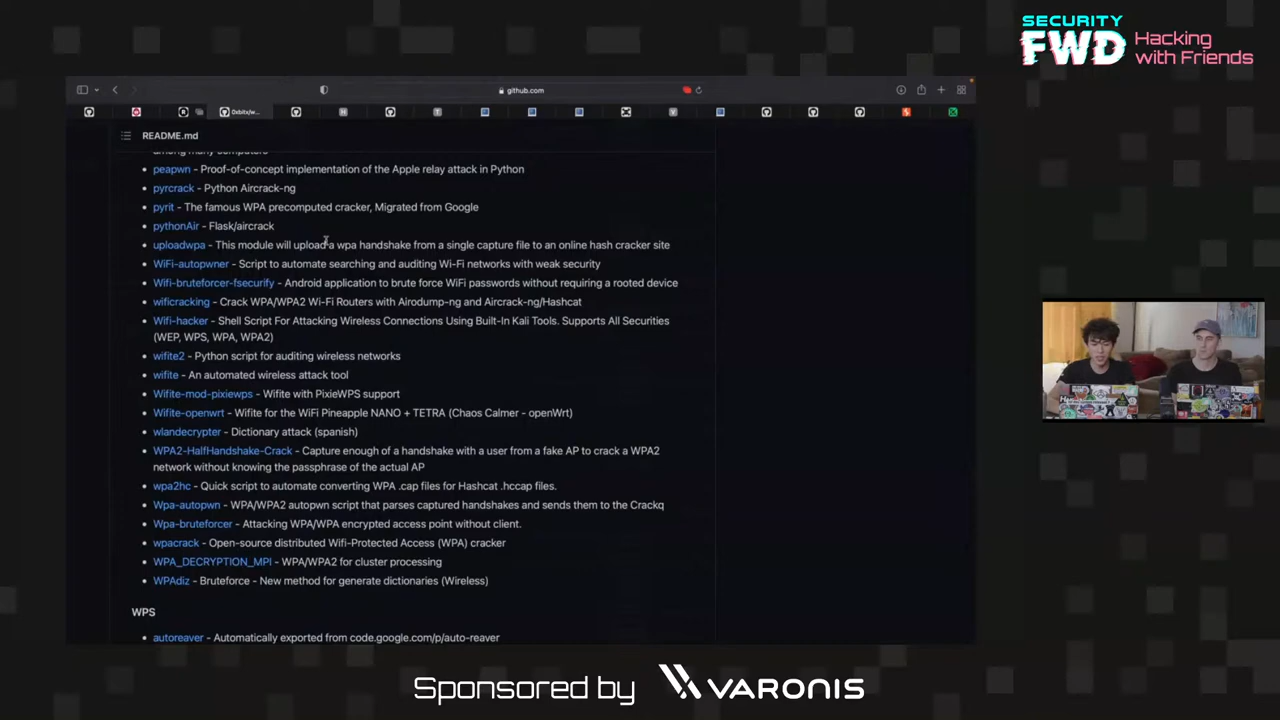 SECURITY
FWD
Hacking
with Friends
github.com
0xbitx/w...
README.md
among many computers
peapwn - Proof-of-concept implementation of the Apple relay attack in Python
pyrcrack - Python Aircrack-ng
pyrit - The famous WPA precomputed cracker, Migrated from Google
pythonAir - Flask/aircrack
uploadwpa - This module will upload a wpa handshake from a single capture file to an online hash cracker site
WiFi-autopwner - Script to automate searching and auditing Wi-Fi networks with weak security
Wifi-bruteforcer-fsecurify - Android application to brute force WiFi passwords without requiring a rooted device
wificracking - Crack WPA/WPA2 Wi-Fi Routers with Airodump-ng and Aircrack-ng/Hashcat
Wifi-hacker - Shell Script For Attacking Wireless Connections Using Built-In Kali Tools. Supports All Securities
(WEP, WPS, WPA, WPA2)
wifite2 - Python script for auditing wireless networks
wifite - An automated wireless attack tool
Wifite-mod-pixiewps - Wifite with PixieWPS support
Wifite-openwrt - Wifite for the WiFi Pineapple NANO + TETRA (Chaos Calmer - openWrt)
wlandecrypter - Dictionary attack (spanish)
WPA2-HalfHandshake-Crack - Capture enough of a handshake with a user from a fake AP to crack a WPA2
network without knowing the passphrase of the actual AP
wpa2hc - Quick script to automate converting WPA .cap files for Hashcat .hccap files.
Wpa-autopwn - WPA/WPA2 autopwn script that parses captured handshakes and sends them to the Crackq
Wpa-bruteforcer - Attacking WPA/WPA encrypted access point without client.
wpacrack - Open-source distributed Wifi-Protected Access (WPA) cracker
WPA_DECRYPTION_MPI - WPA/WPA2 for cluster processing
WPAdiz - Bruteforce - New method for generate dictionaries (Wireless)
WPS
autoreaver - Automatically exported from code.google.com/p/auto-reaver
Sponsored by VARONIS